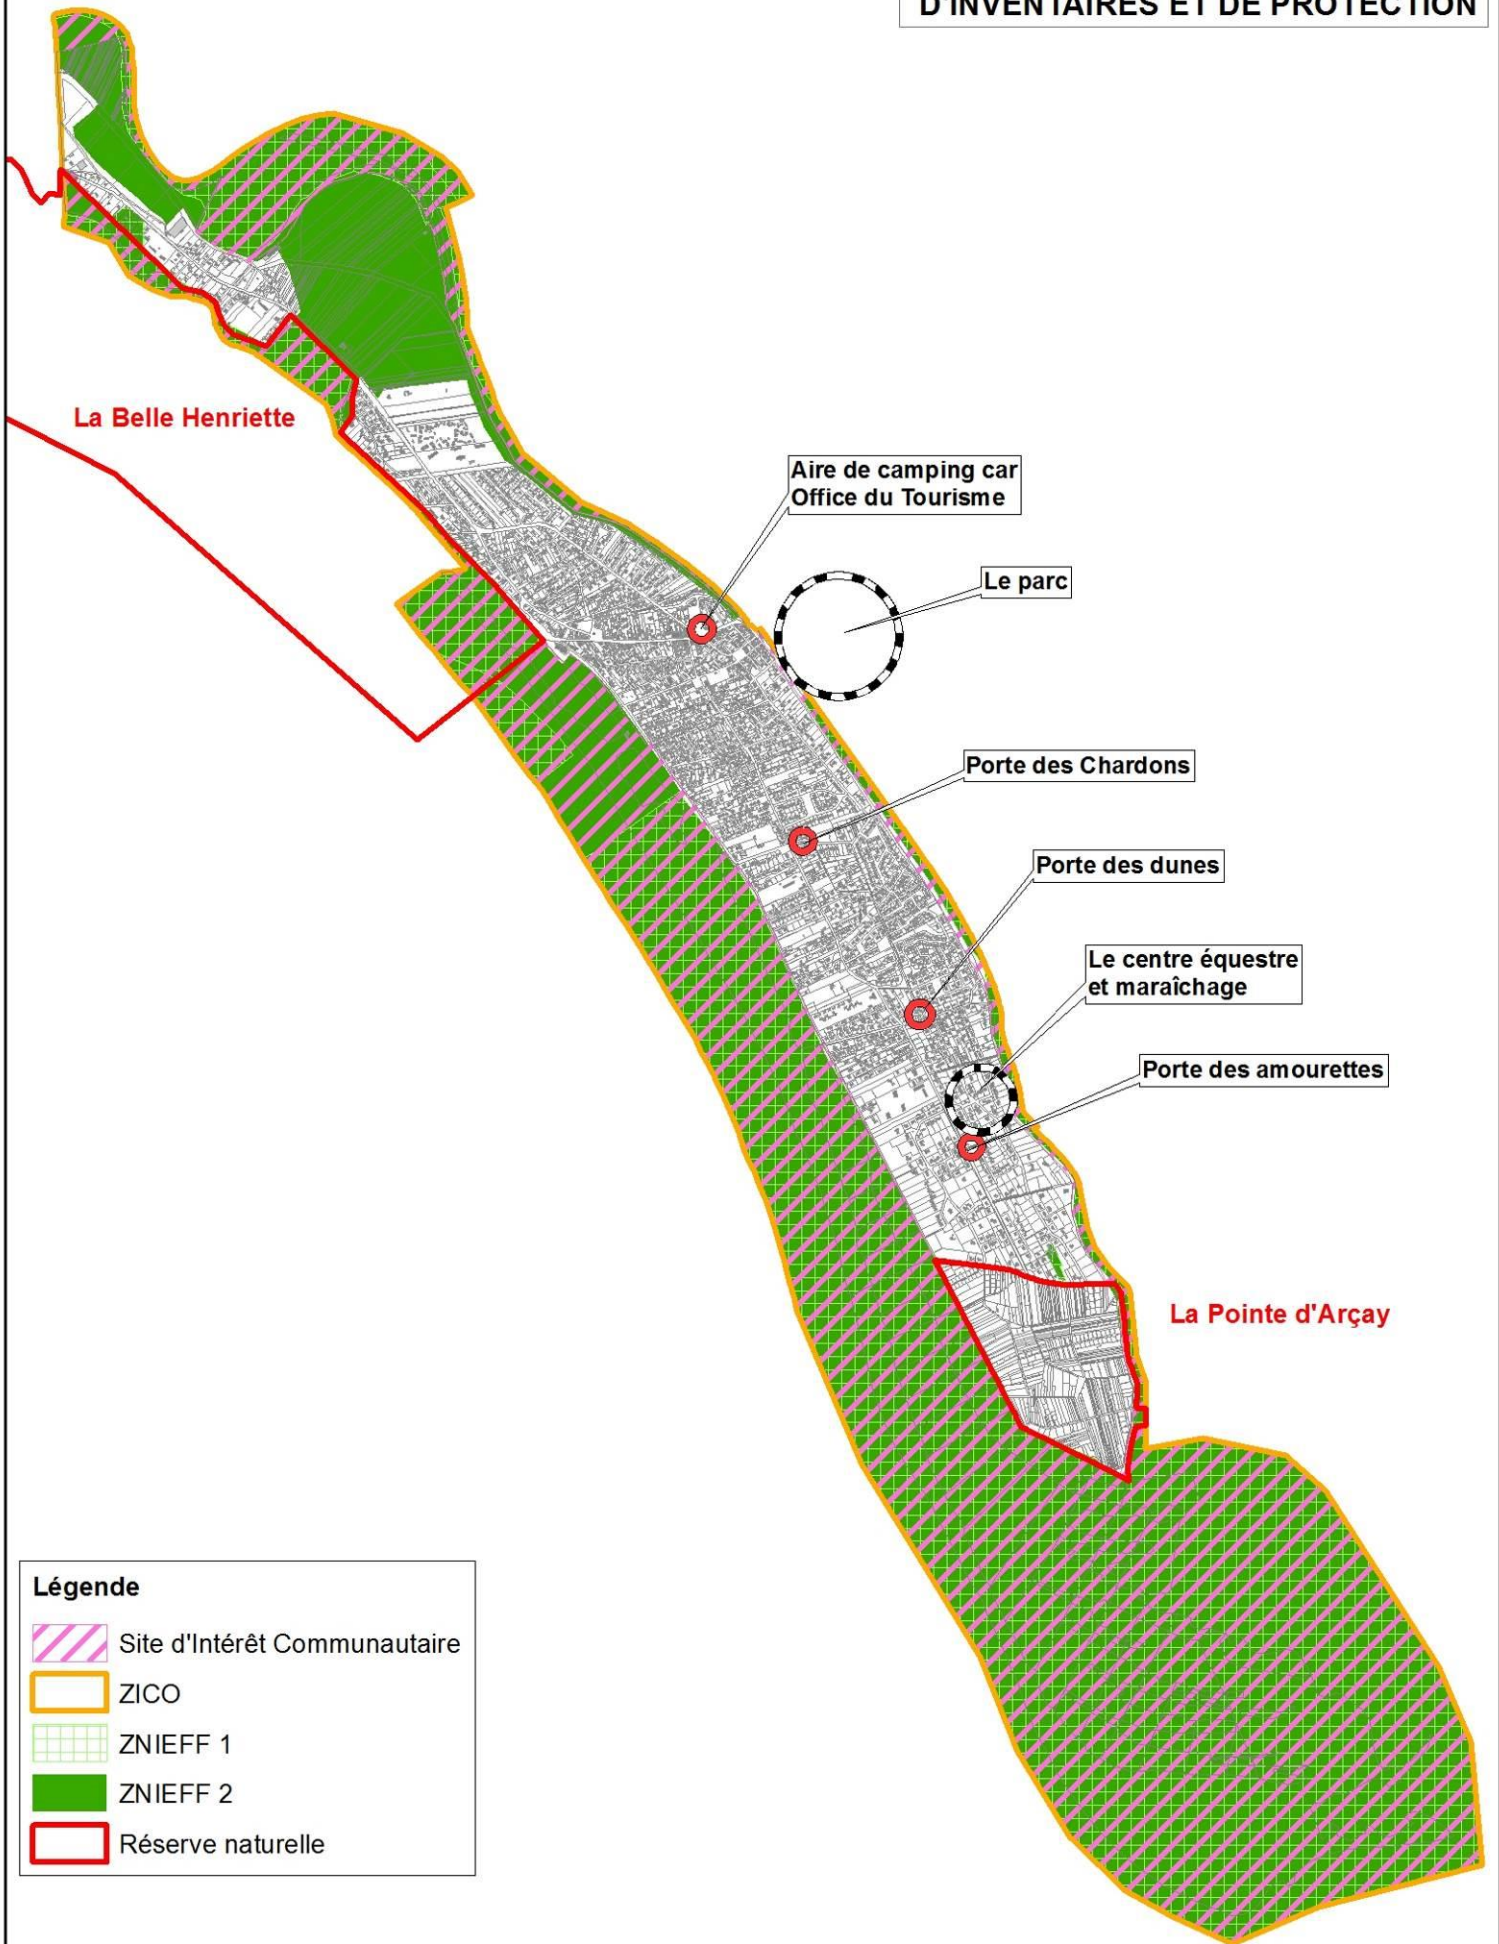 D'INVENTAIRES ET DE PROTECTION
La Belle Henriette
Aire de camping car
Office du Tourisme
Le parc
Porte des Chardons
Porte des dunes
Le centre équestre
et maraîchage
Porte des amourettes
La Pointe d'Arçay
Légende
Site d'Intérêt Communautaire
ZICO
ZNIEFF 1
ZNIEFF 2
Réserve naturelle